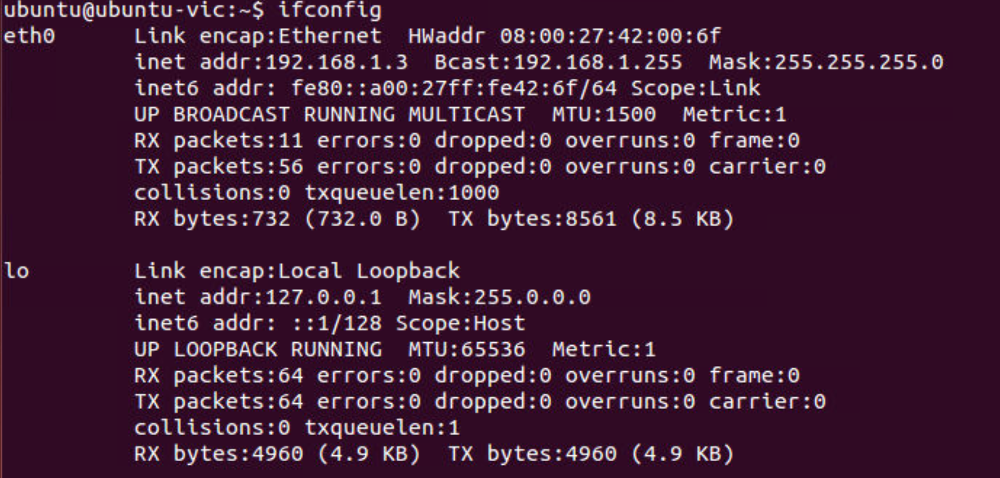 ubuntu@ubuntu-vic:~$ ifconfig
eth0      Link encap:Ethernet  HWaddr 08:00:27:42:00:6f
          inet addr:192.168.1.3  Bcast:192.168.1.255  Mask:255.255.255.0
          inet6 addr: fe80::a00:27ff:fe42:6f/64 Scope:Link
          UP BROADCAST RUNNING MULTICAST  MTU:1500  Metric:1
          RX packets:11 errors:0 dropped:0 overruns:0 frame:0
          TX packets:56 errors:0 dropped:0 overruns:0 carrier:0
          collisions:0 txqueuelen:1000
          RX bytes:732 (732.0 B)  TX bytes:8561 (8.5 KB)

lo        Link encap:Local Loopback
          inet addr:127.0.0.1  Mask:255.0.0.0
          inet6 addr: ::1/128 Scope:Host
          UP LOOPBACK RUNNING  MTU:65536  Metric:1
          RX packets:64 errors:0 dropped:0 overruns:0 frame:0
          TX packets:64 errors:0 dropped:0 overruns:0 carrier:0
          collisions:0 txqueuelen:1
          RX bytes:4960 (4.9 KB)  TX bytes:4960 (4.9 KB)